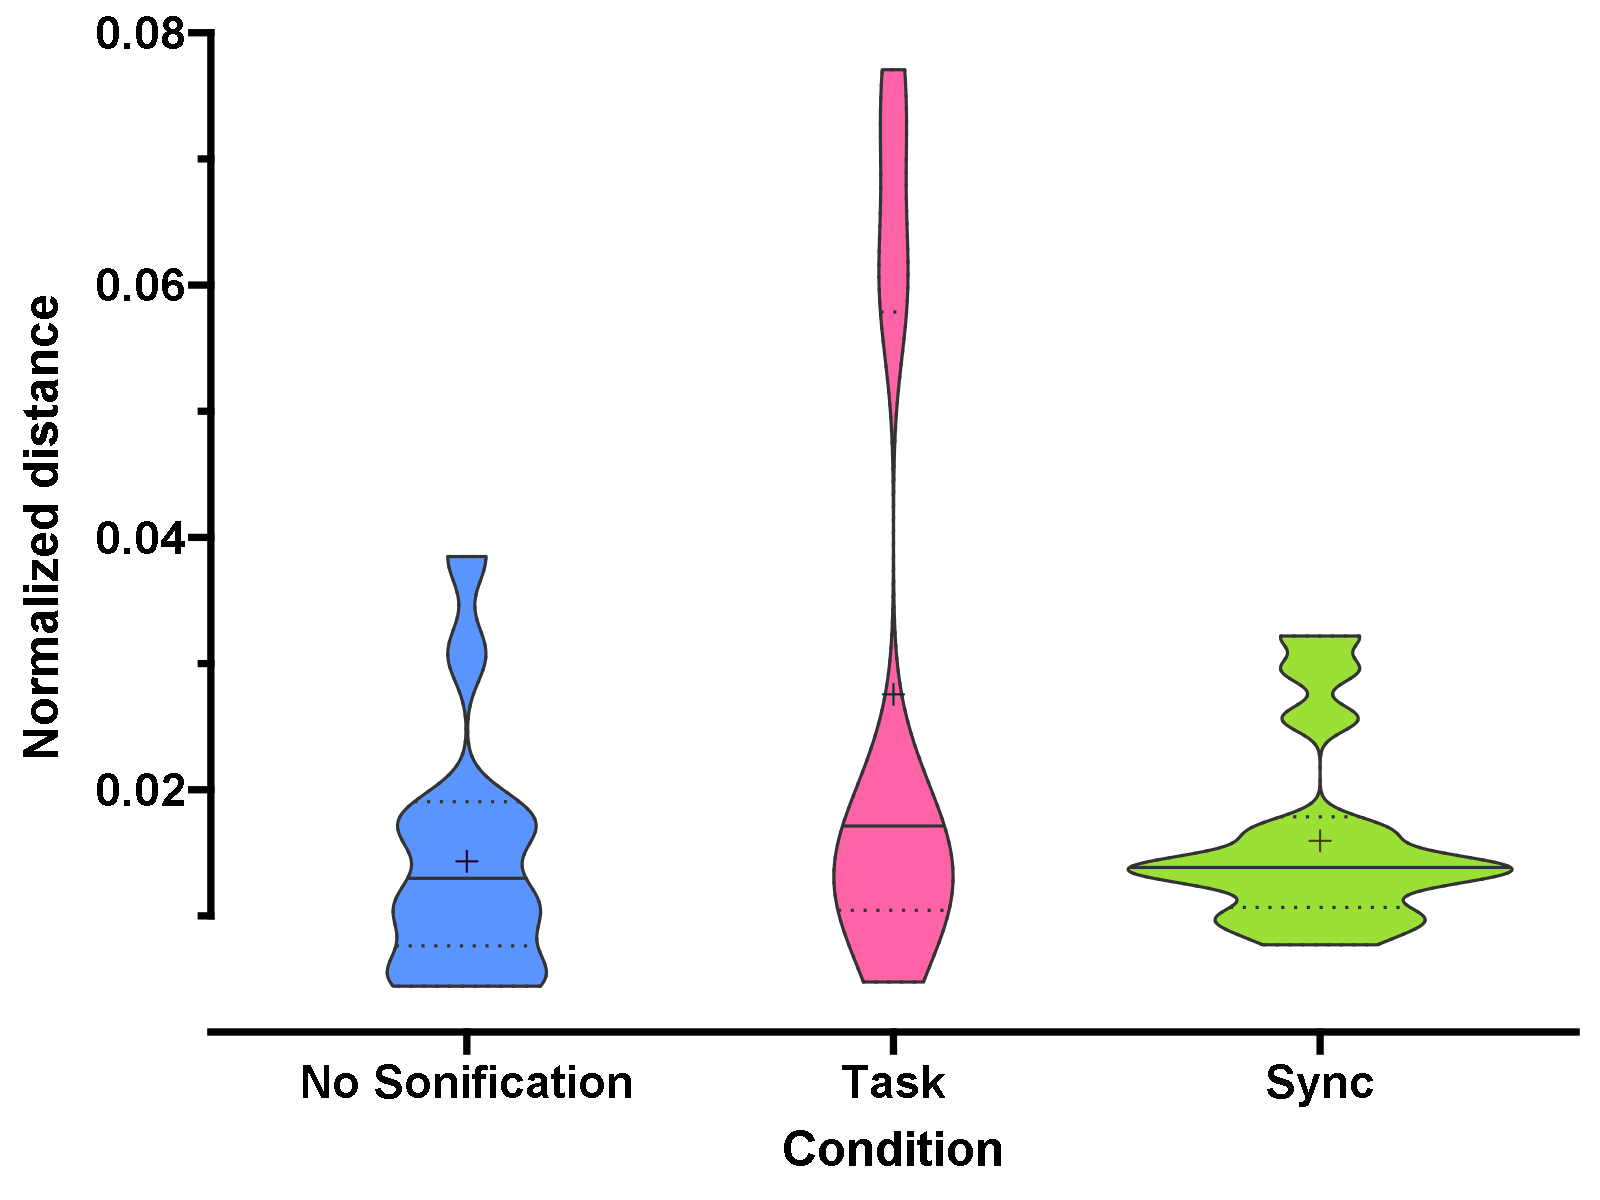 0.08
0.06
0.04
0.02
Normalized distance
No Sonification
Task
Sync
Condition